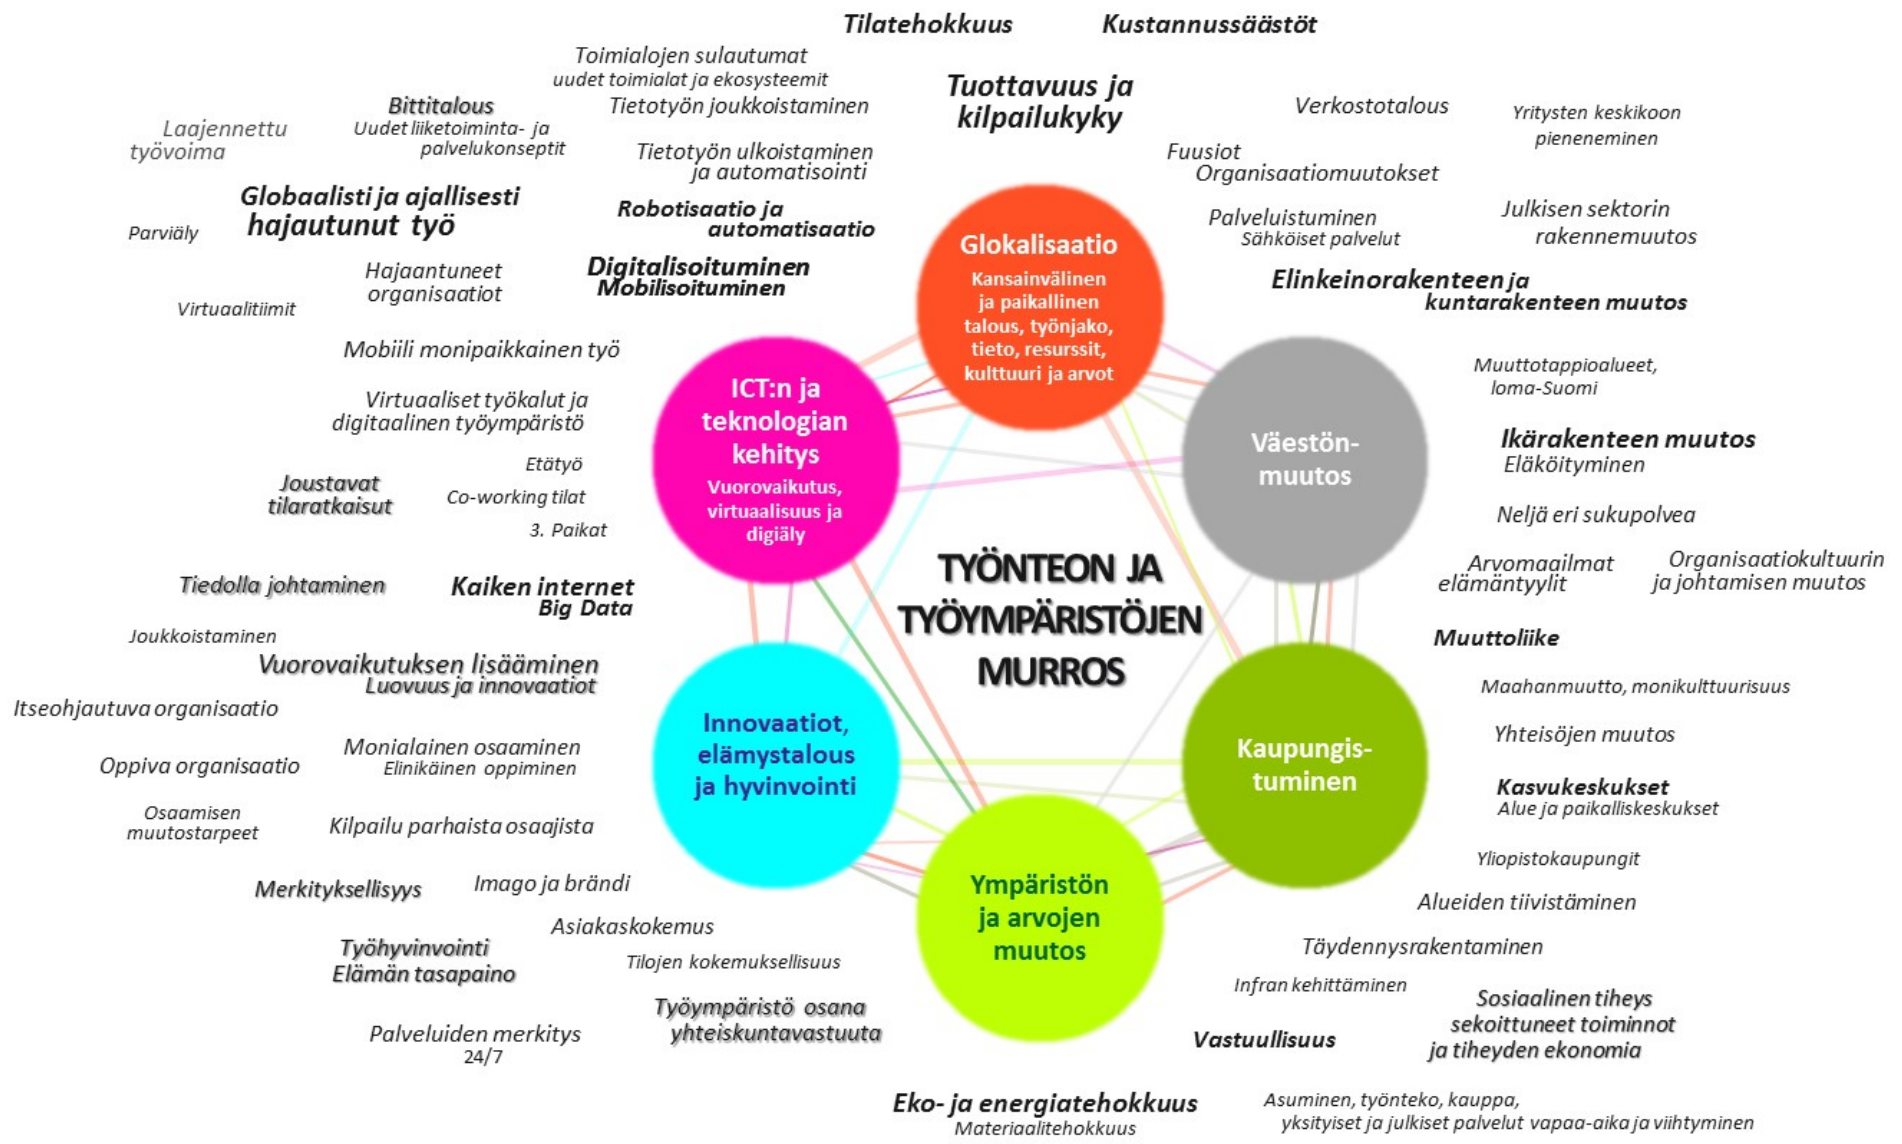 Tilatehokkuus
Kustannussäästöt
Toimialojen sulautumat
uudet toimialat ja ekosysteemit
Tietotyön joukkoistaminen
Tuottavuus ja
kilpailukyky
Verkostotalous
Yritysten keskikoon
pieneneminen
Bittitalous
Uudet liiketoiminta- ja
palvelukonseptit
Laajennettu
työvoima
Tietotyön ulkoistaminen
ja automatisointi
Fuusiot
Organisaatiomuutokset
Globaalisti ja ajallisesti
hajautunut työ
Parviäly
Robotisaatio ja
automatisaatio
Palveluistuminen
Sähköiset palvelut
Julkisen sektorin
rakennemuutos
Hajaantuneet
organisaatiot
Digitalisoituminen
Mobilisoituminen
Elinkeinorakenteen ja
kuntarakenteen muutos
Virtuaalitiimit
Mobiili monipaikkainen työ
Glokalisaatio
Kansainvälinen
ja paikallinen
talous, työnjako,
tieto, resurssit,
kulttuuri ja arvot
Muuttotappioalueet,
loma-Suomi
Virtuaaliset työkalut ja
digitaalinen työympäristö
ICT:n ja
teknologian
kehitys
Vuorovaikutus,
virtuaalisuus ja
digiäly
Väestön-
muutos
Ikärakenteen muutos
Eläköityminen
Etätyö
Joustavat
tilaratkaisut
Co-working tilat
3. Paikat
Neljä eri sukupolvea
Arvomaailmat
elämäntyylit
Organisaatiokulttuurin
ja johtamisen muutos
TYÖNTEON JA
TYÖYMPÄRISTÖJEN
MURROS
Tiedolla johtaminen
Kaiken internet
Big Data
Muuttoliike
Joukkoistaminen
Vuorovaikutuksen lisääminen
Luovuus ja innovaatiot
Maahanmuutto, monikulttuurisuus
Itseohjautuva organisaatio
Yhteisöjen muutos
Innovaatiot,
elämystalous
ja hyvinvointi
Kaupungis-
tuminen
Monialainen osaaminen
Elinikäinen oppiminen
Oppiva organisaatio
Kasvukeskukset
Alue ja paikalliskeskukset
Osaamisen
muutostarpeet
Kilpailu parhaista osaajista
Yliopistokaupungit
Merkityksellisyys
Imago ja brändi
Ympäristön
ja arvojen
muutos
Alueiden tiivistäminen
Asiakaskokemus
Täydennysrakentaminen
Työhyvinvointi
Elämän tasapaino
Tilojen kokemuksellisuus
Infran kehittäminen
Työympäristö osana
yhteiskuntavastuuta
Sosiaalinen tiheys
sekoittuneet toiminnot
ja tiheyden ekonomia
Palveluiden merkitys
24/7
Vastuullisuus
Eko- ja energiatehokkuus
Materiaalitehokkuus
Asuminen, työnteko, kauppa,
yksityiset ja julkiset palvelut vapaa-aika ja viihtyminen